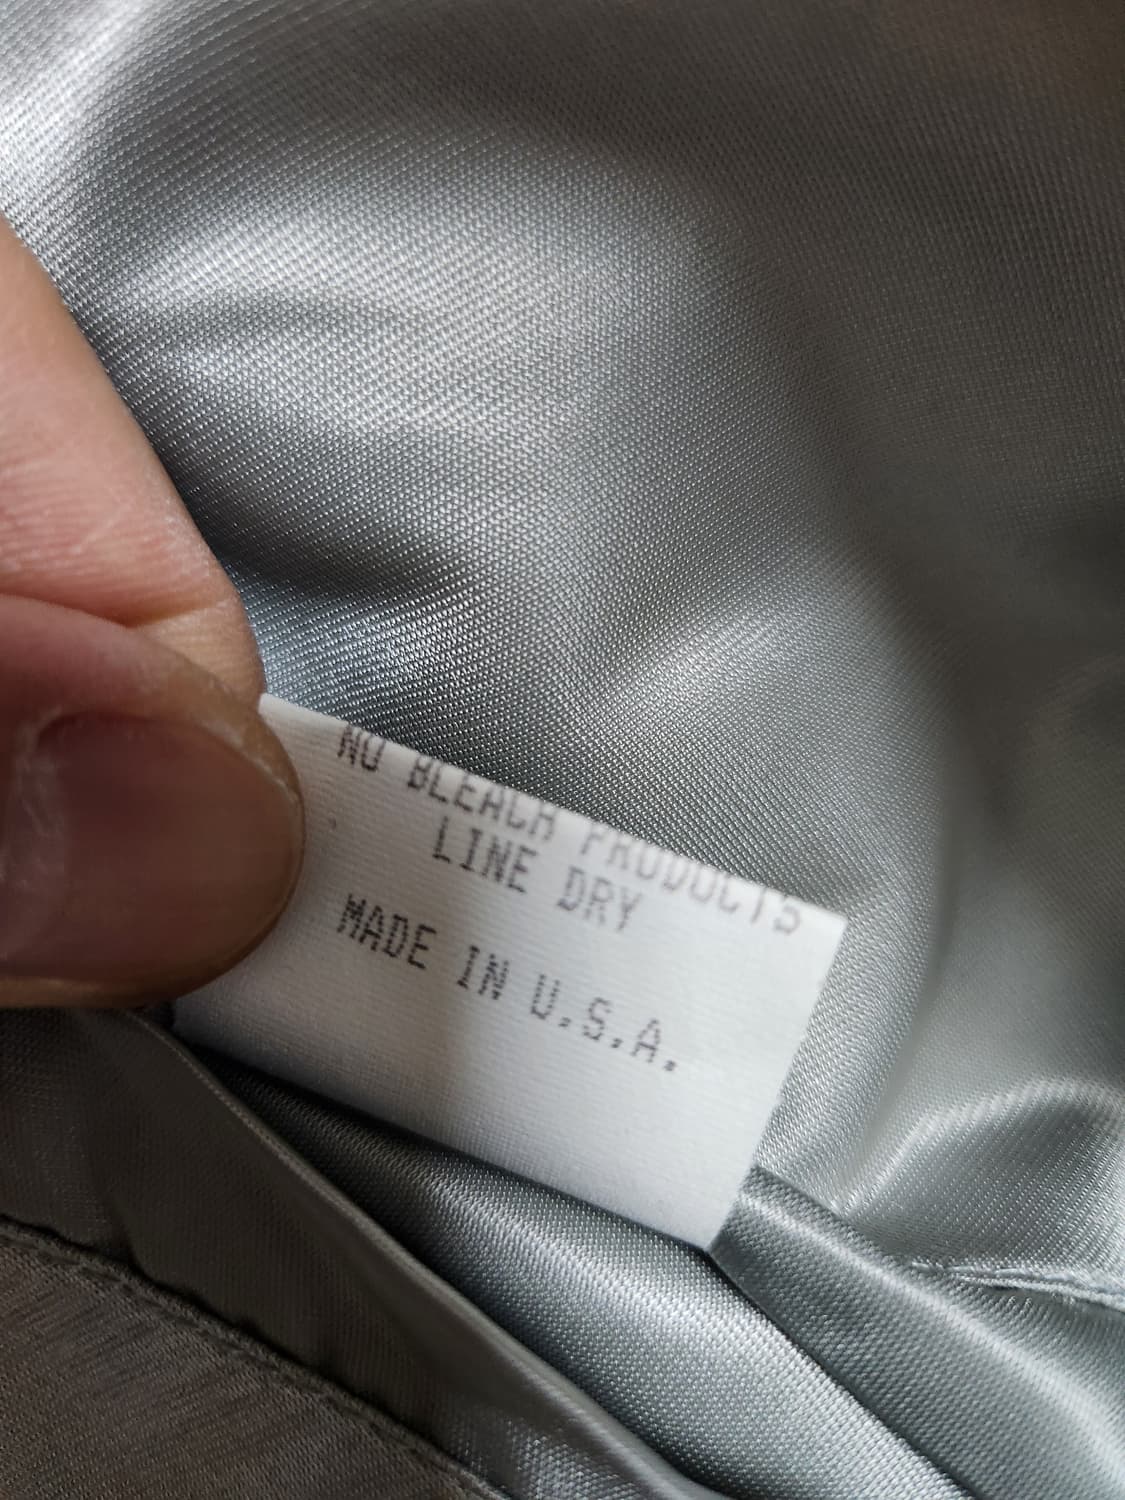 NO BLEACH PRODUCTS
LINE DRY
MADE IN U.S.A.